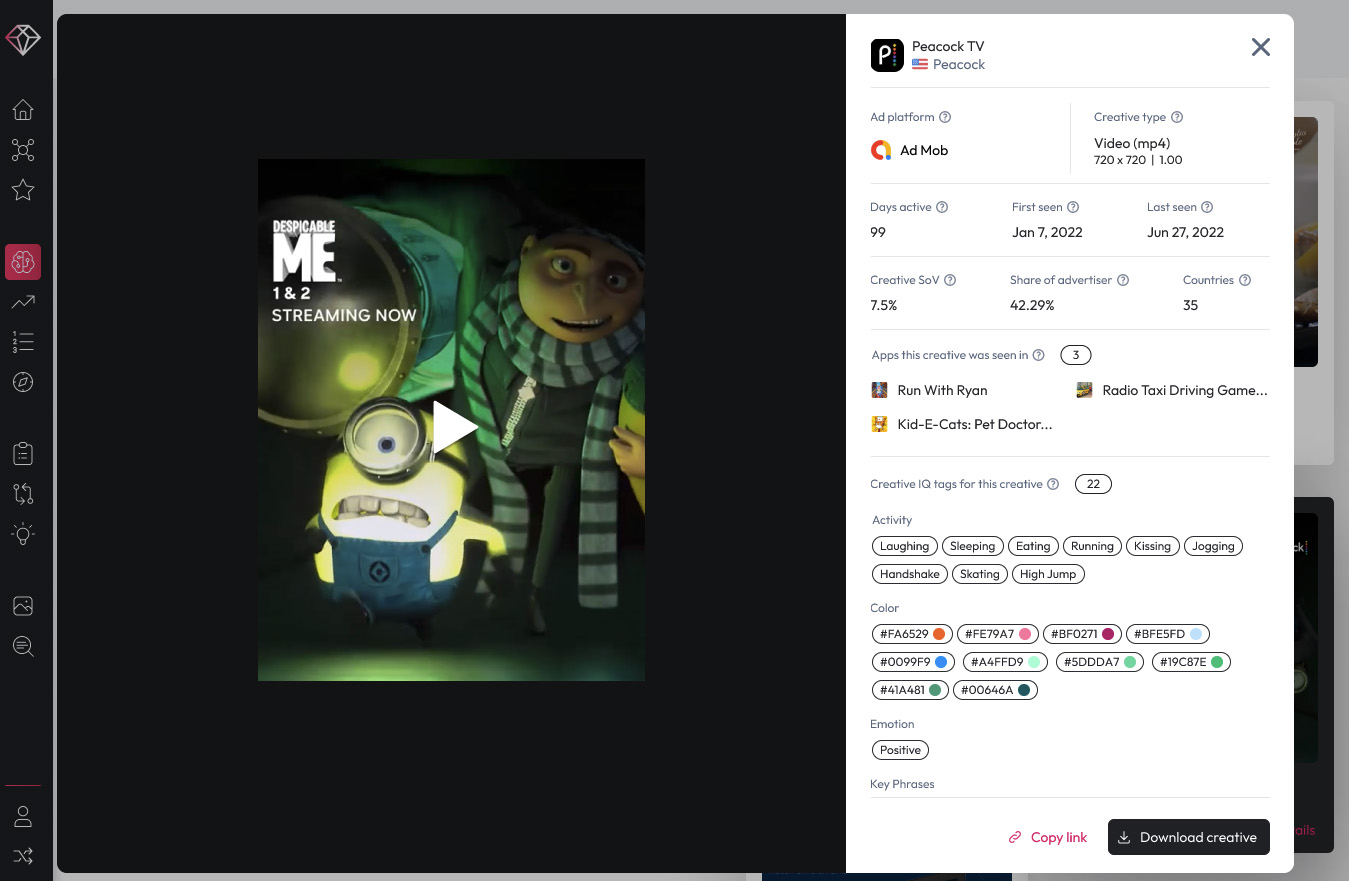 DESPICABLE
ME
1 & 2
STREAMING NOW
Peacock TV
Peacock
Ad platform
Creative type
Ad Mob
Video (mp4)
720 x 720 | 1.00
Days active
First seen
Last seen
99
Jan 7, 2022
Jun 27, 2022
Creative SoV
Share of advertiser
Countries
7.5%
42.29%
35
Apps this creative was seen in 3
Run With Ryan
Radio Taxi Driving Game...
Kid-E-Cats: Pet Doctor...
Creative IQ tags for this creative 22
Activity
Laughing Sleeping Eating Running Kissing Jogging
Handshake Skating High Jump
Color
#FA6529 #FE79A7 #BF0271 #BFE5FD
#0099F9 #A4FFD9 #5DDDA7 #19C87E
#41A481 #00646A
Emotion
Positive
Key Phrases
Copy link
Download creative